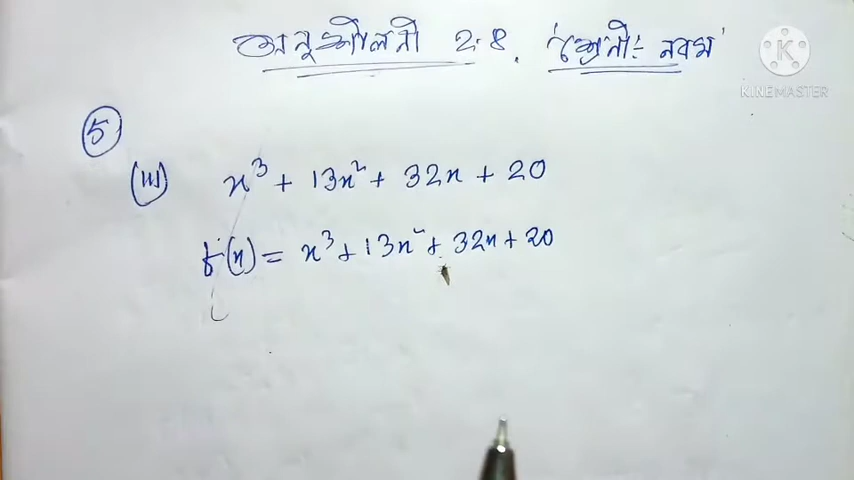 অনুশীলনী 2.8. 'শ্রেনীঃ নবম'
KINEMASTER
5
(iii) x³ + 13x² + 32x + 20
f(x) = x³ + 13x² + 32x + 20